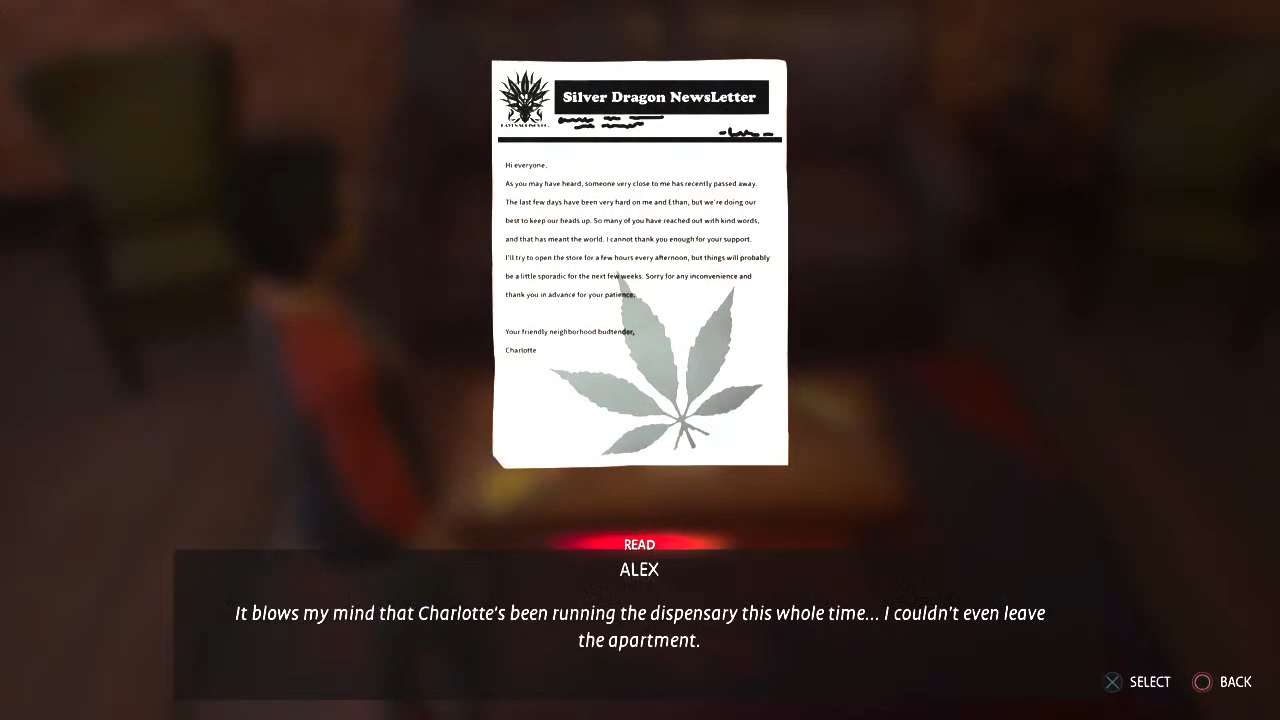 Silver Dragon NewsLetter
Hi everyone,
As you may have heard, someone very close to me has recently passed away.
The last few days have been very hard on me and Ethan, but we're doing our
best to keep our heads up. So many of you have reached out with kind words,
and that has meant the world. I cannot thank you enough for your support.
I'll try to open the store for a few hours every afternoon, but things will probably
be a little sporadic for the next few weeks. Sorry for any inconvenience and
thank you in advance for your patience.
Your friendly neighborhood budtender,
Charlotte
READ
ALEX
It blows my mind that Charlotte's been running the dispensary this whole time... I couldn't even leave
the apartment.
SELECT
BACK